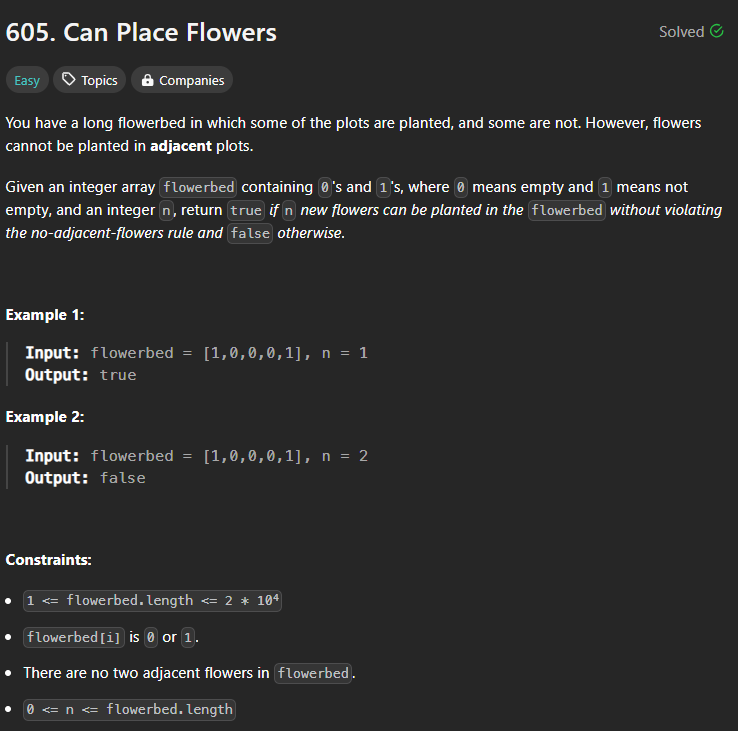 605. Can Place Flowers
Solved
Easy
Topics
Companies
You have a long flowerbed in which some of the plots are planted, and some are not. However, flowers
cannot be planted in adjacent plots.
Given an integer array flowerbed containing 0's and 1's, where 0 means empty and 1 means not
empty, and an integer n, return true if n new flowers can be planted in the flowerbed without violating
the no-adjacent-flowers rule and false otherwise.
Example 1:
Input: flowerbed = [1,0,0,0,1], n = 1
Output: true
Example 2:
Input: flowerbed = [1,0,0,0,1], n = 2
Output: false
Constraints:
• 1 <= flowerbed.length <= 2 * 10⁴
• flowerbed[i] is 0 or 1.
• There are no two adjacent flowers in flowerbed.
• 0 <= n <= flowerbed.length